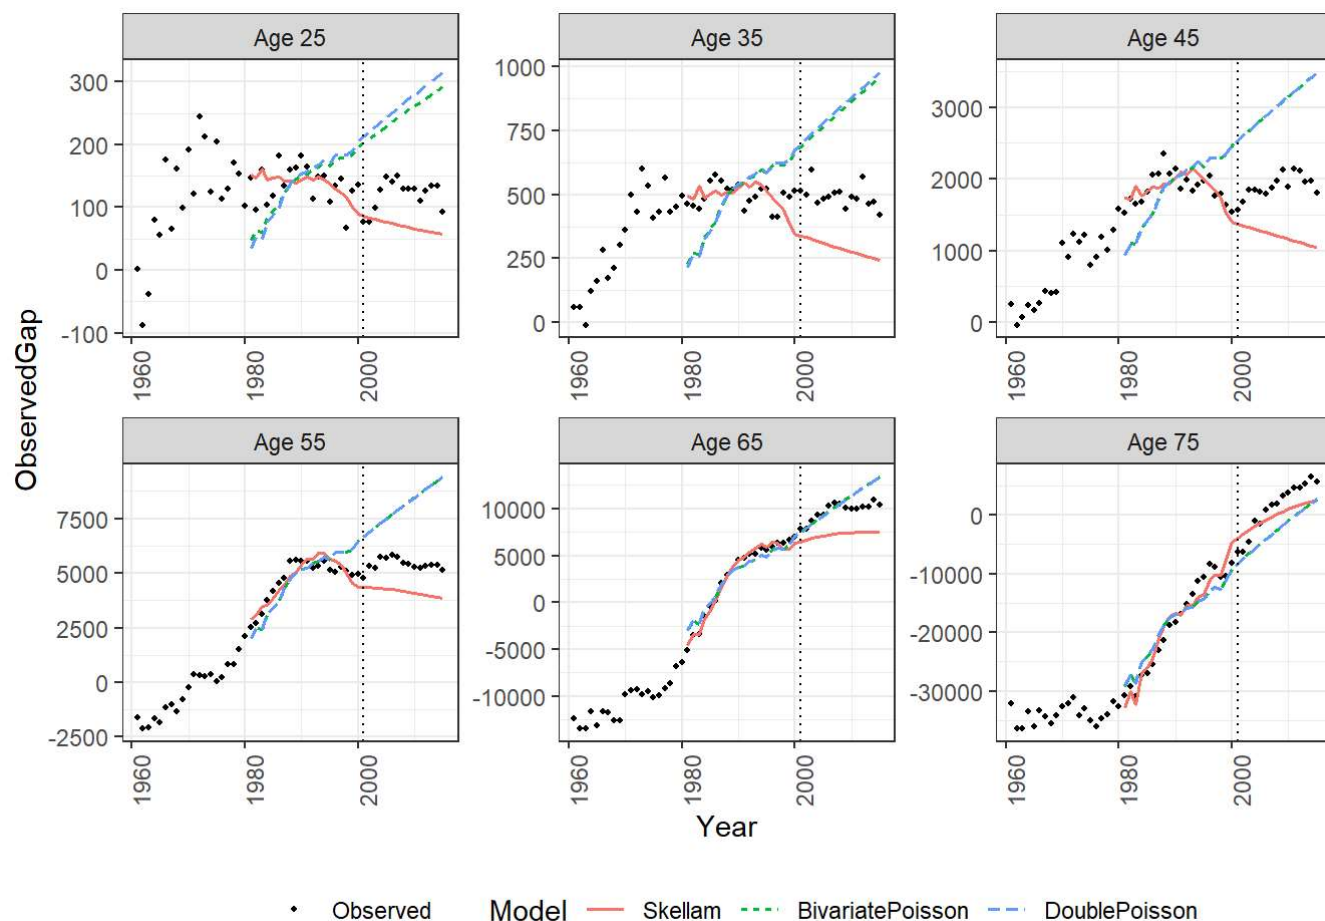 Age 25 Age 35 Age 45
300 1000 3000
200 750 2000
100 500 1000
0 250 0
-100 0
1960 1980 2000 1960 1980 2000 1960 1980 2000
ObservedGap
Age 55 Age 65 Age 75
7500 10000 0
5000 5000 -10000
2500 0 -20000
0 -5000 -30000
-2500 -10000
1960 1980 2000 1960 1980 2000 1960 1980 2000
Year
Observed Model Skellam BivariatePoisson DoublePoisson